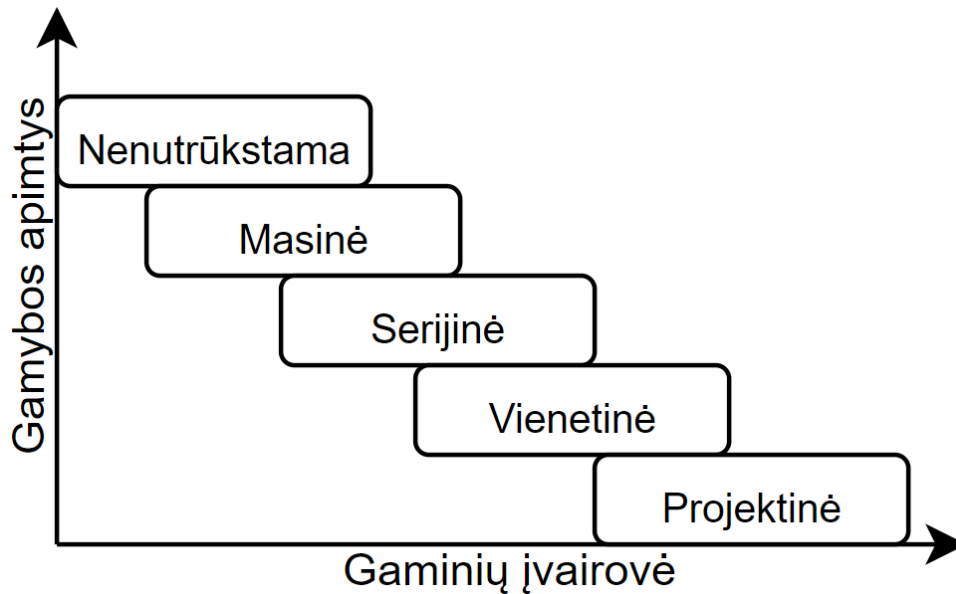 Gamybos apimtys
Nenutrūkstama
Masinė
Serijinė
Vienetinė
Projektinė
Gaminių įvairovė